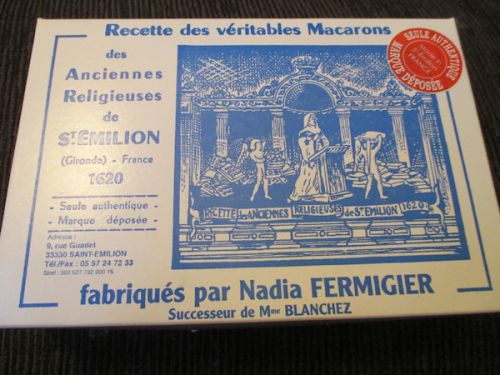 Recette des véritables Macarons
des
Anciennes
Religieuses
de
ST ÉMILION
(Gironde) - France
1620
- Seule authentique -
- Marque déposée -
Adresse :
9, rue Guadet
33330 SAINT-EMILION
Tél./Fax : 05 57 24 72 33
SEULE AUTHENTIQUE
MARQUE DÉPOSÉE
FRANCE
RECETTE des ANCIENNES RELIGIEUSES de St. EMILION 1620
fabriqués par Nadia FERMIGIER
Successeur de Mme BLANCHEZ